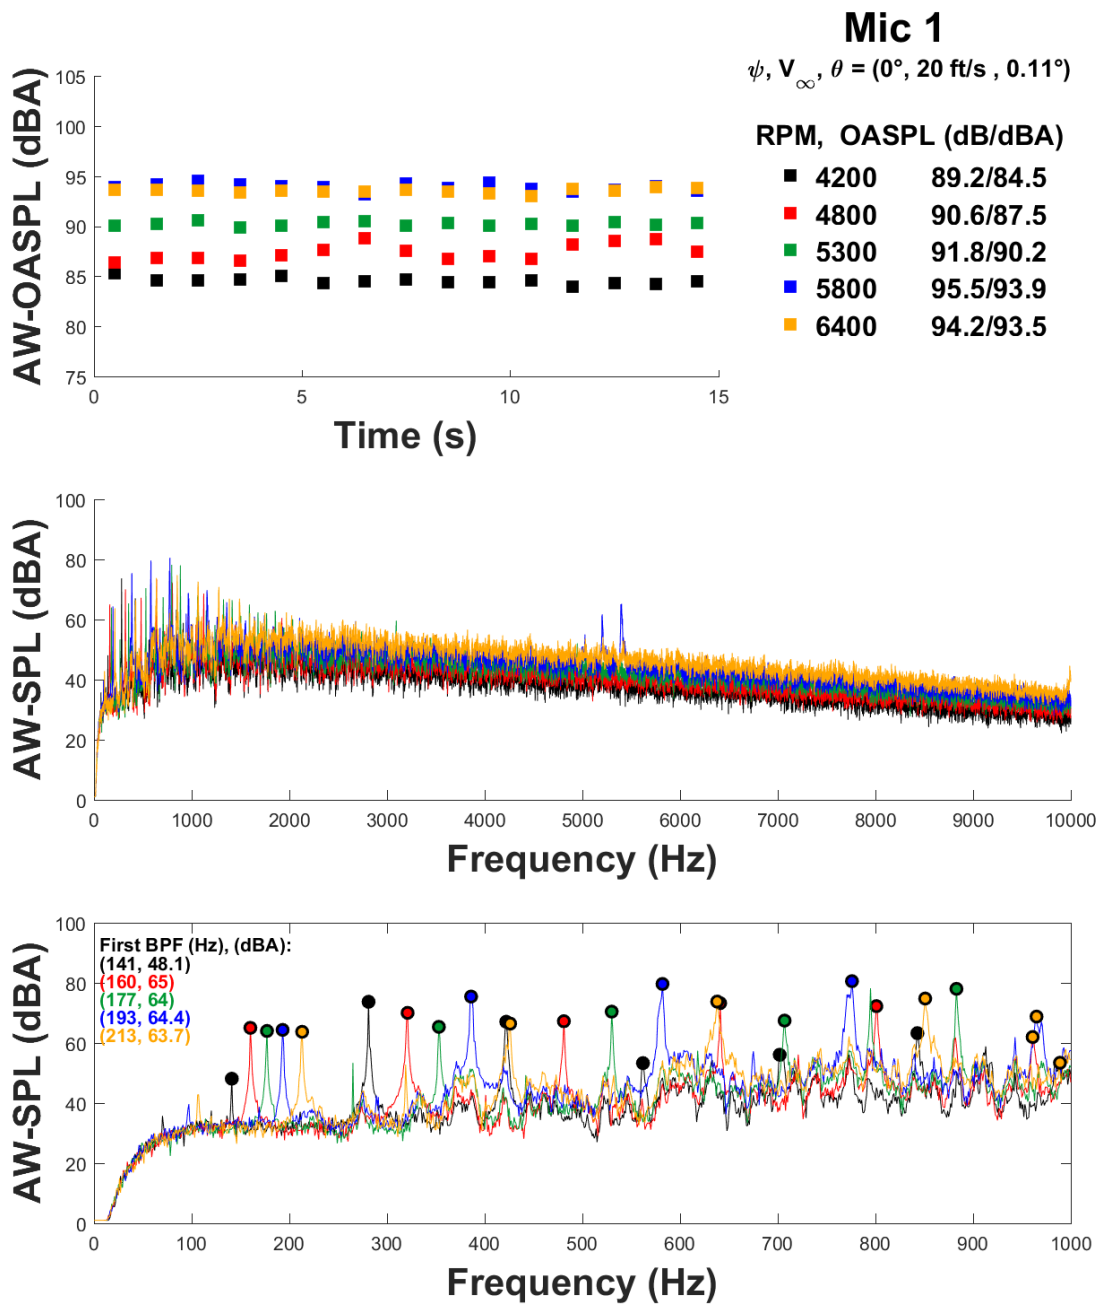 Mic 1
ψ, V∞, θ = (0°, 20 ft/s , 0.11°)
RPM, OASPL (dB/dBA)
4200 89.2/84.5
4800 90.6/87.5
5300 91.8/90.2
5800 95.5/93.9
6400 94.2/93.5
AW-OASPL (dBA)
105
100
95
90
85
80
75
0 5 10 15
Time (s)
AW-SPL (dBA)
100
80
60
40
20
0
0 1000 2000 3000 4000 5000 6000 7000 8000 9000 10000
Frequency (Hz)
AW-SPL (dBA)
100
80
60
40
20
0
First BPF (Hz), (dBA):
(141, 48.1)
(160, 65)
(177, 64)
(193, 64.4)
(213, 63.7)
0 100 200 300 400 500 600 700 800 900 1000
Frequency (Hz)